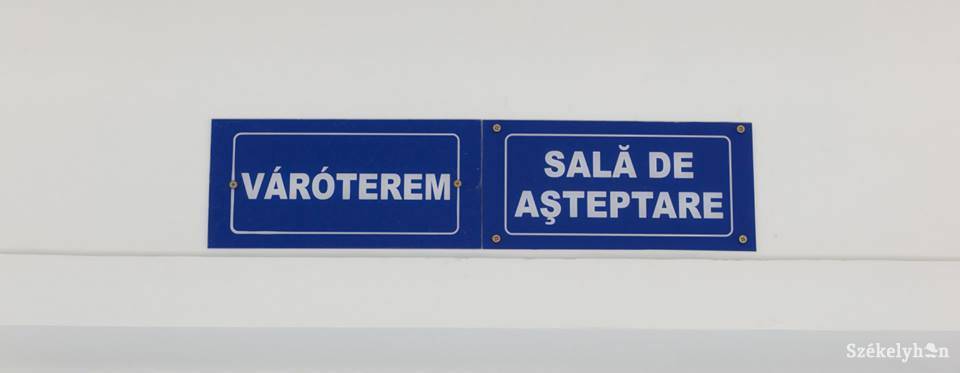 VÁRÓTEREM
SALĂ DE
AŞTEPTARE
Székelyhon